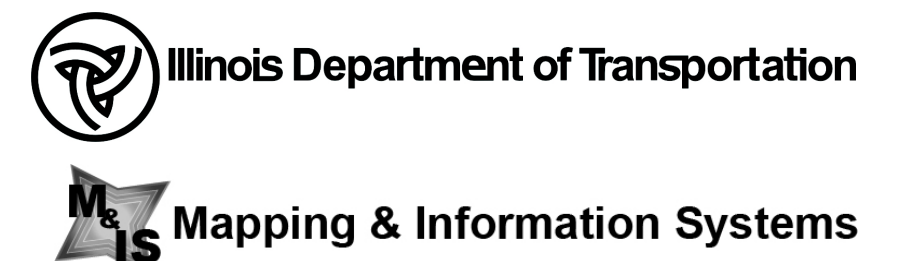 Illinois Department of Transportation
M&IS Mapping & Information Systems